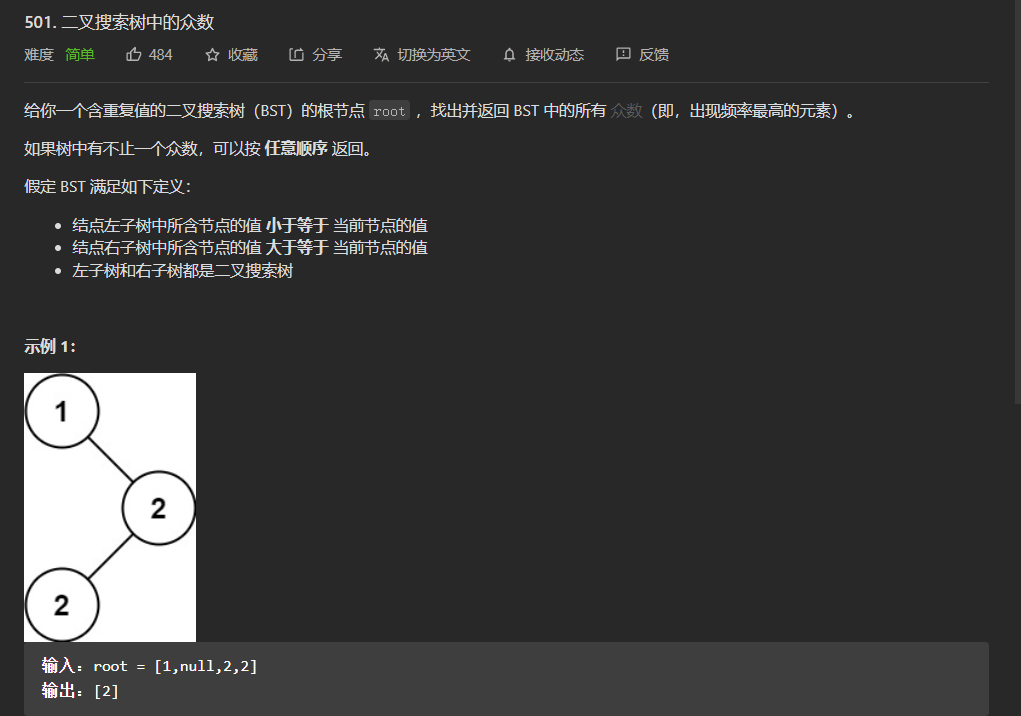 501. 二叉搜索树中的众数
难度 简单 484 收藏 分享 切换为英文 接收动态 反馈
给你一个含重复值的二叉搜索树（BST）的根节点 root ，找出并返回 BST 中的所有 众数（即，出现频率最高的元素）。
如果树中有不止一个众数，可以按 任意顺序 返回。
假定 BST 满足如下定义：
• 结点左子树中所含节点的值 小于等于 当前节点的值
• 结点右子树中所含节点的值 大于等于 当前节点的值
• 左子树和右子树都是二叉搜索树
示例 1：
1
2
2
输入：root = [1,null,2,2]
输出：[2]